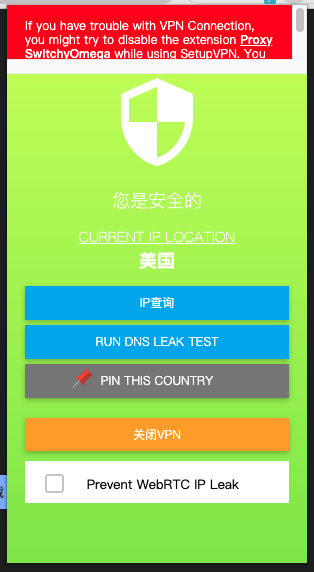 If you have trouble with VPN Connection,
you might try to disable the extension Proxy
SwitchyOmega while using SetupVPN. You
您是安全的
CURRENT IP LOCATION
美国
IP查询
RUN DNS LEAK TEST
📌 PIN THIS COUNTRY
关闭VPN
Prevent WebRTC IP Leak